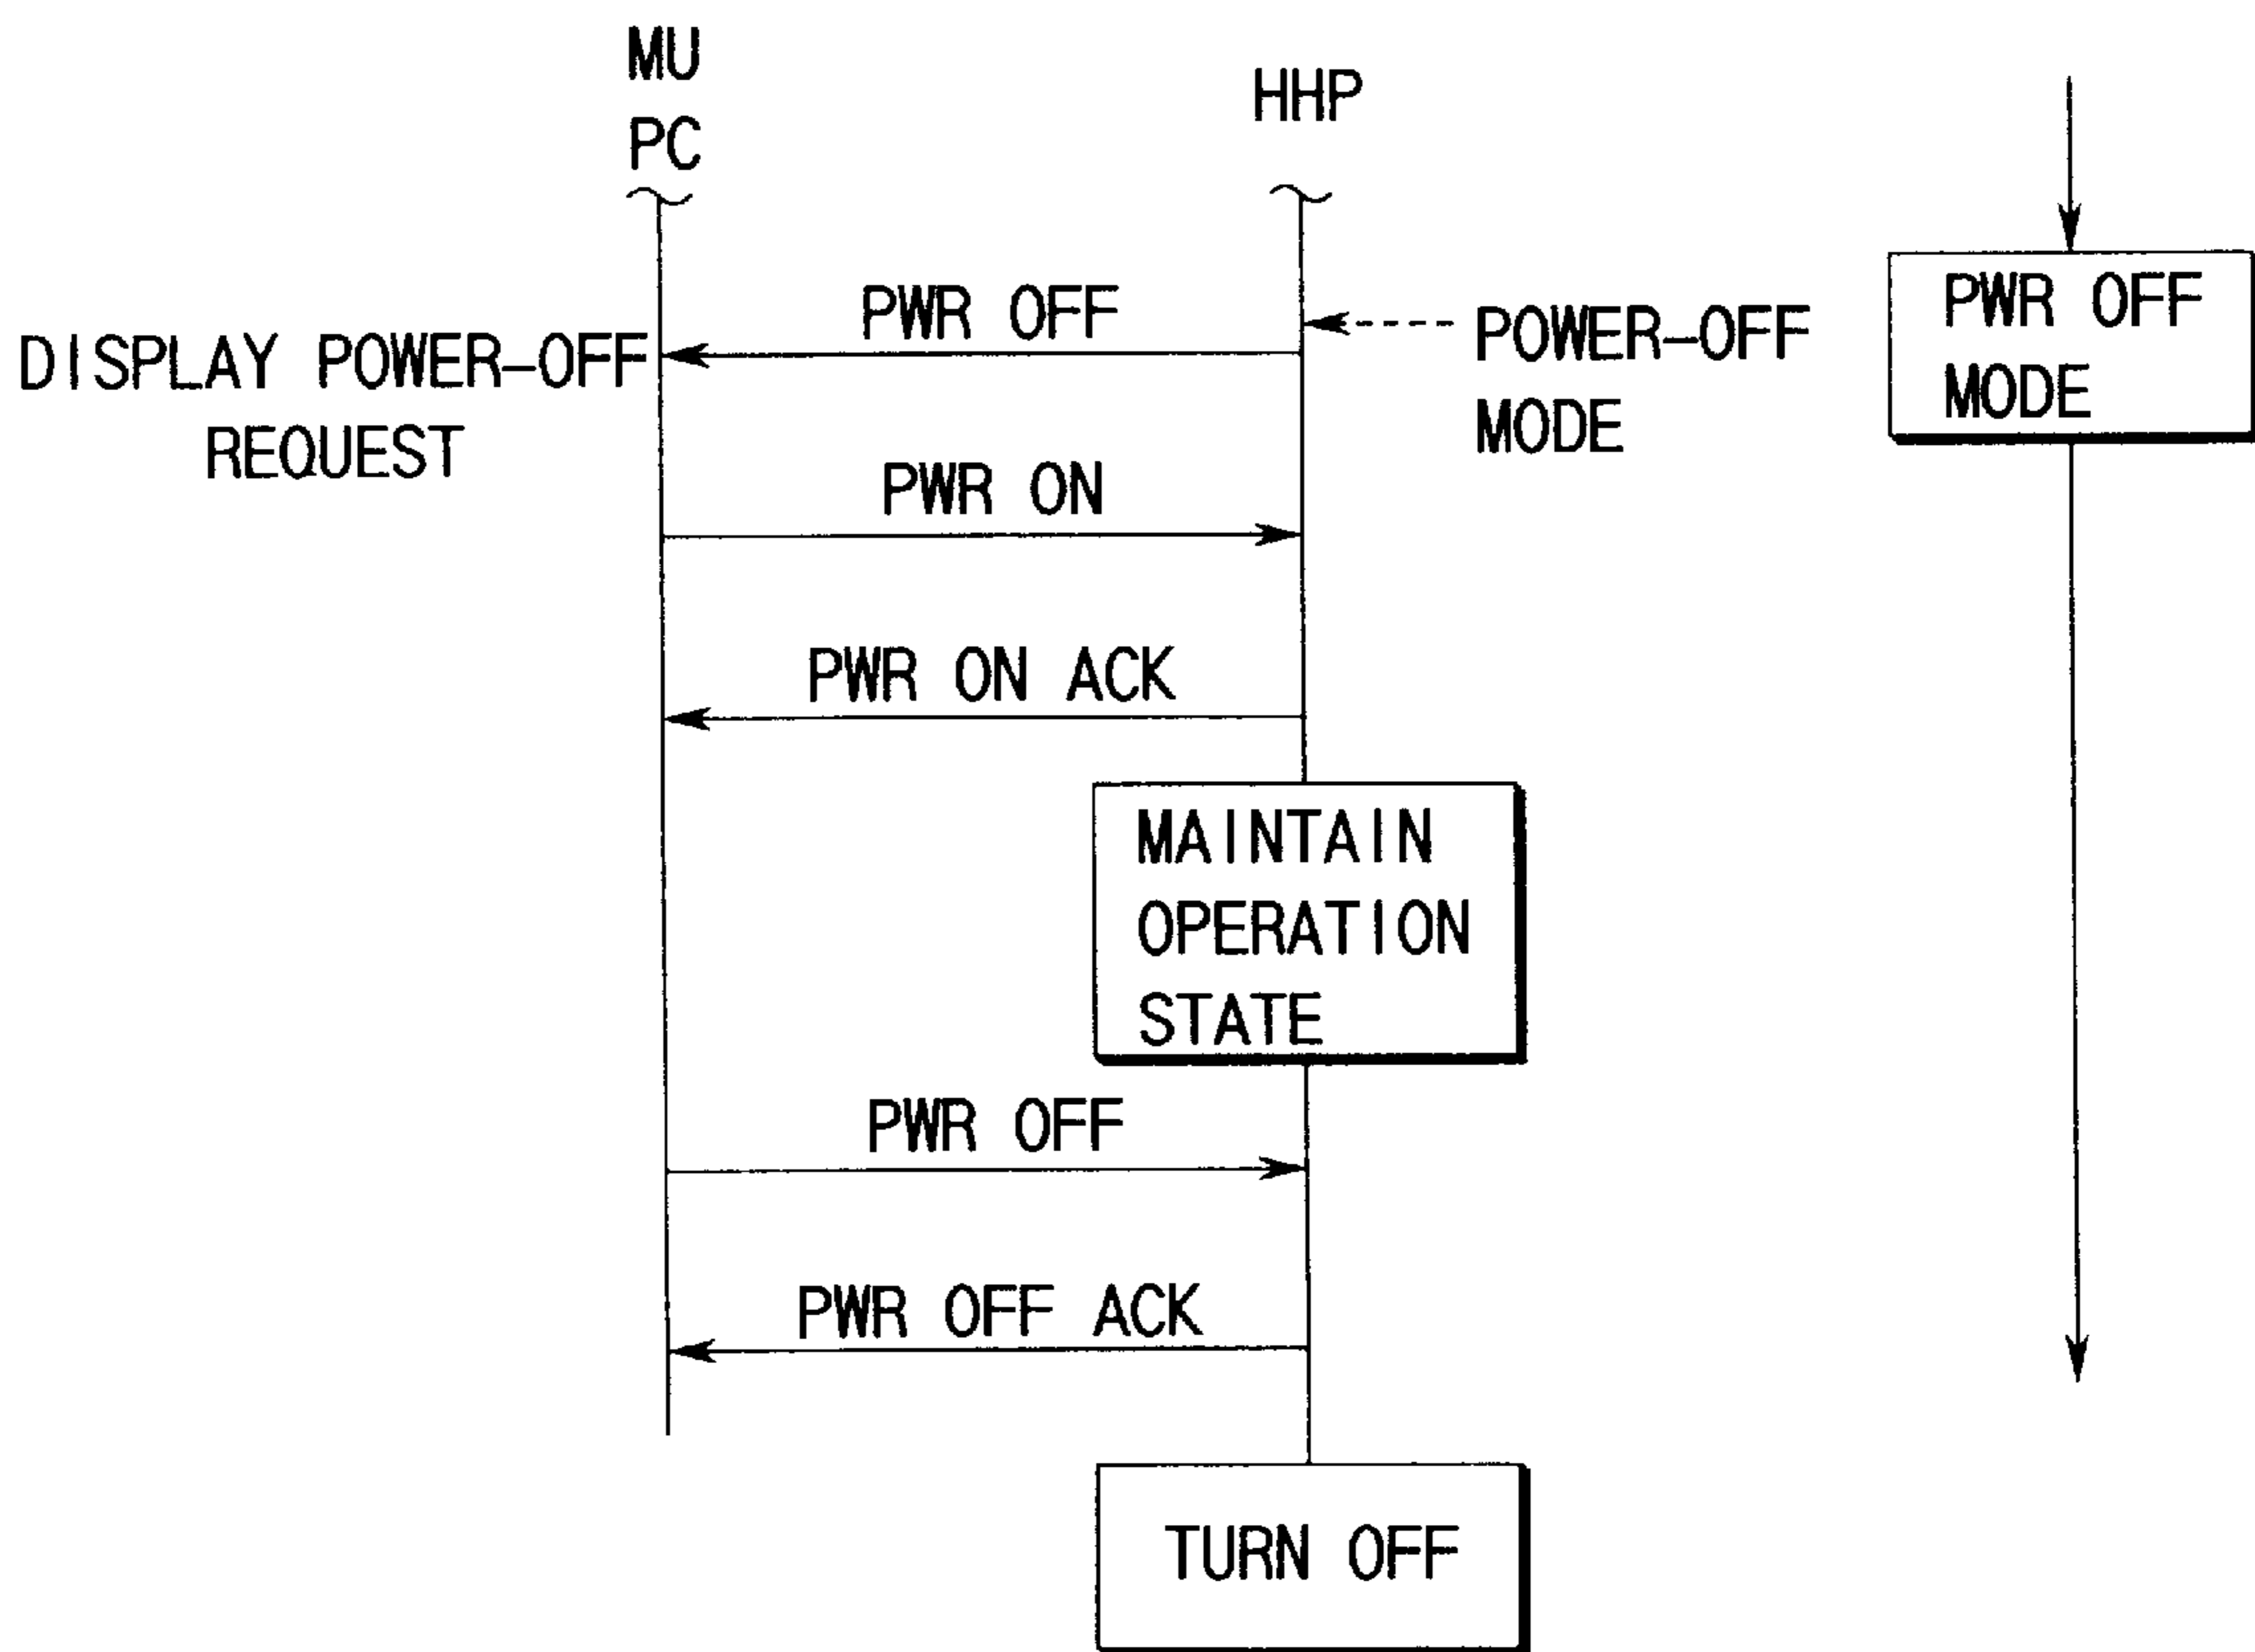 MU
PC
HHP
PWR OFF
MODE
PWR OFF
POWER-OFF
MODE
DISPLAY POWER-OFF
REQUEST
PWR ON
PWR ON ACK
MAINTAIN
OPERATION
STATE
PWR OFF
PWR OFF ACK
TURN OFF